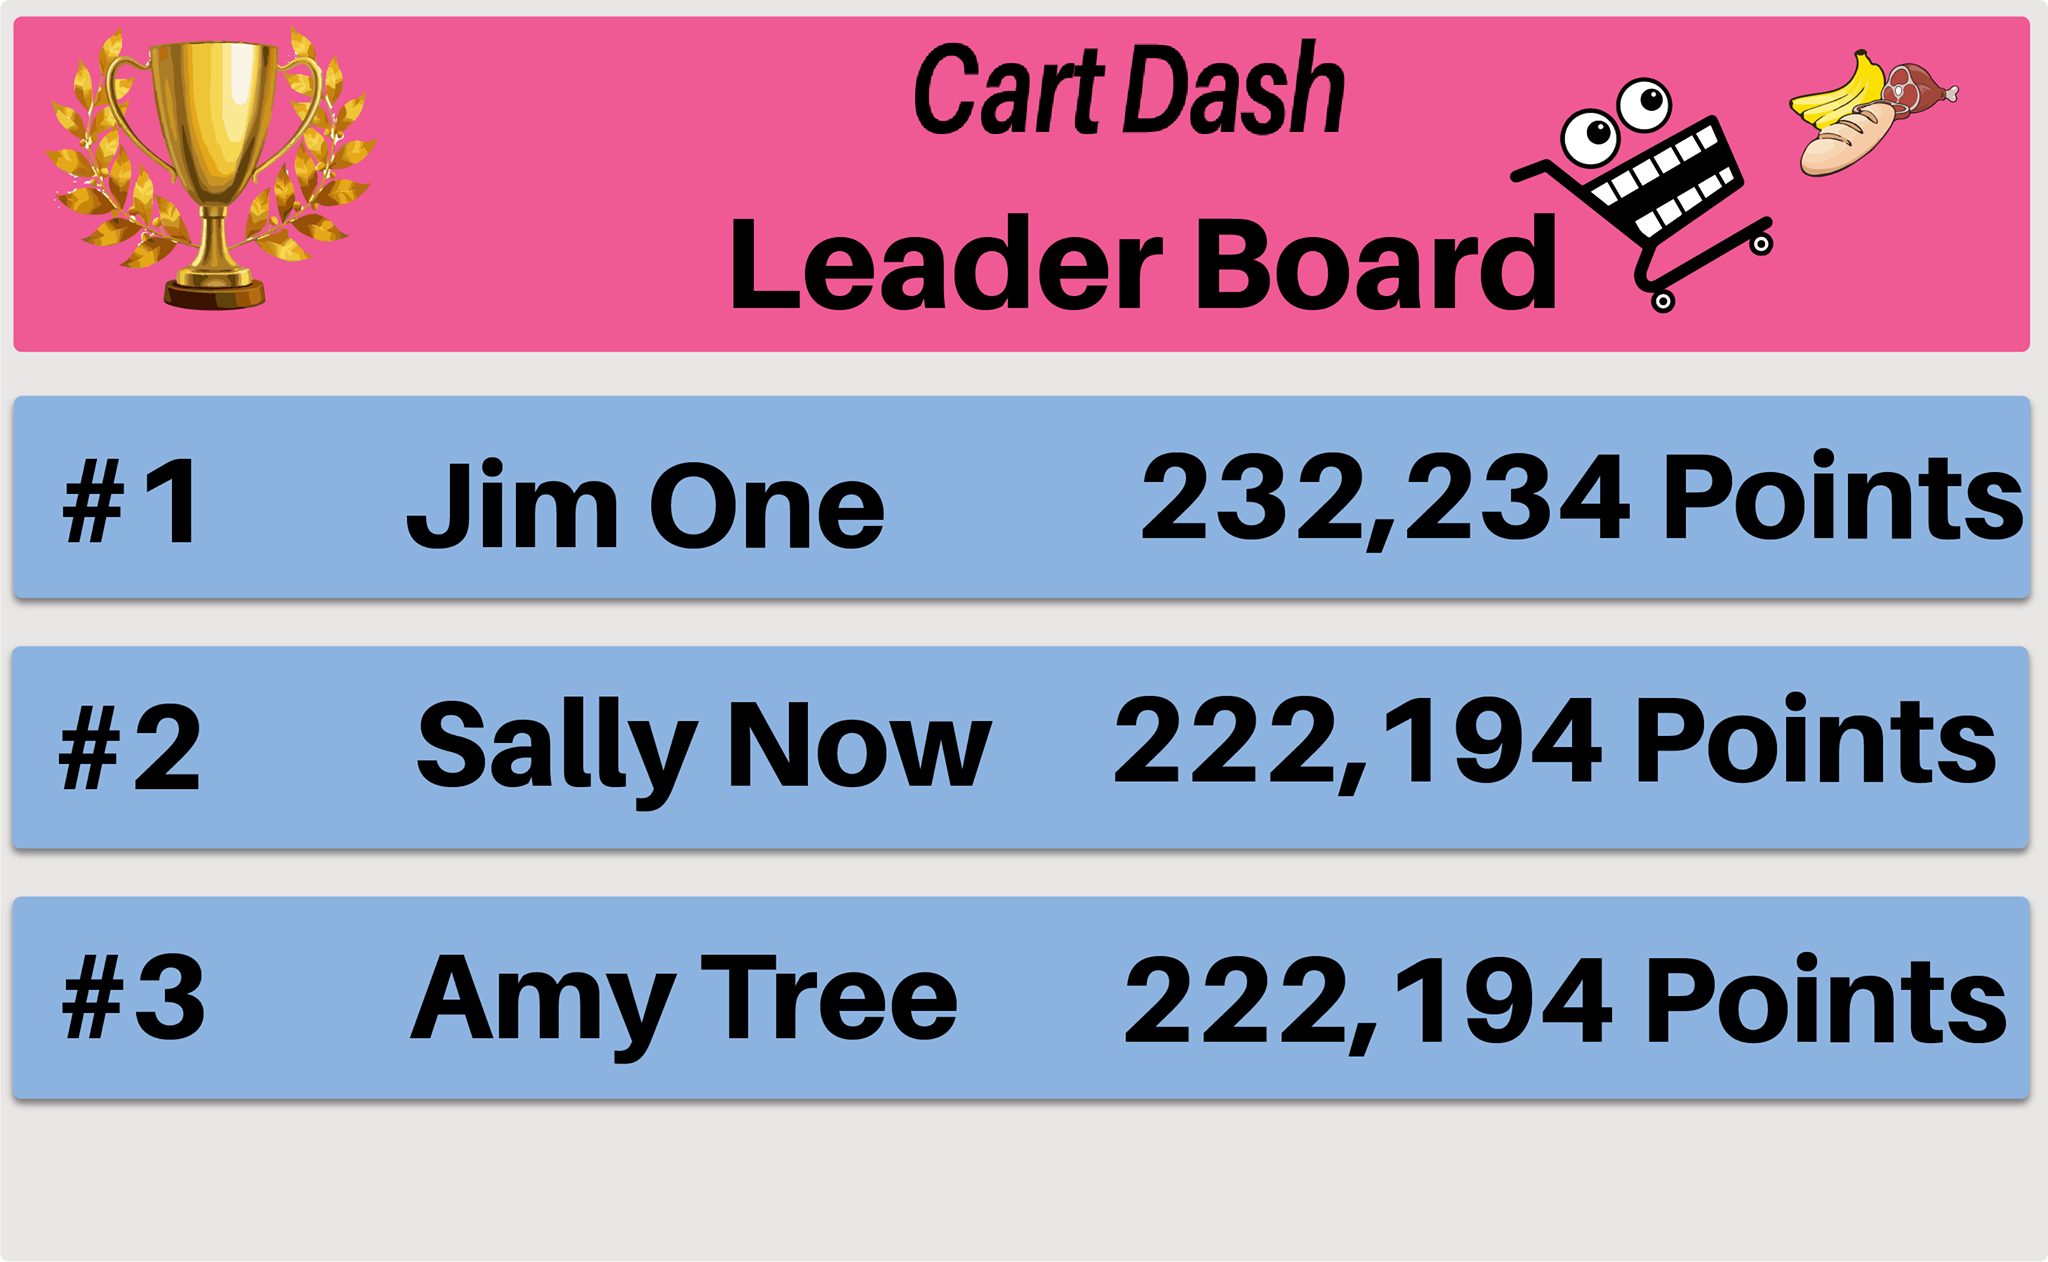 Cart Dash
Leader Board
#1 Jim One 232,234 Points
#2 Sally Now 222,194 Points
#3 Amy Tree 222,194 Points